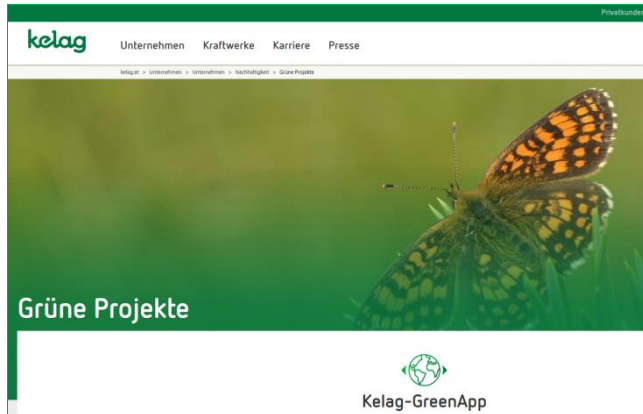 Privatkunden
kelag
Unternehmen Kraftwerke Karriere Presse
kelag.at > Unternehmen > Unternehmen > Nachhaltigkeit > Grüne Projekte
Grüne Projekte
Kelag-GreenApp